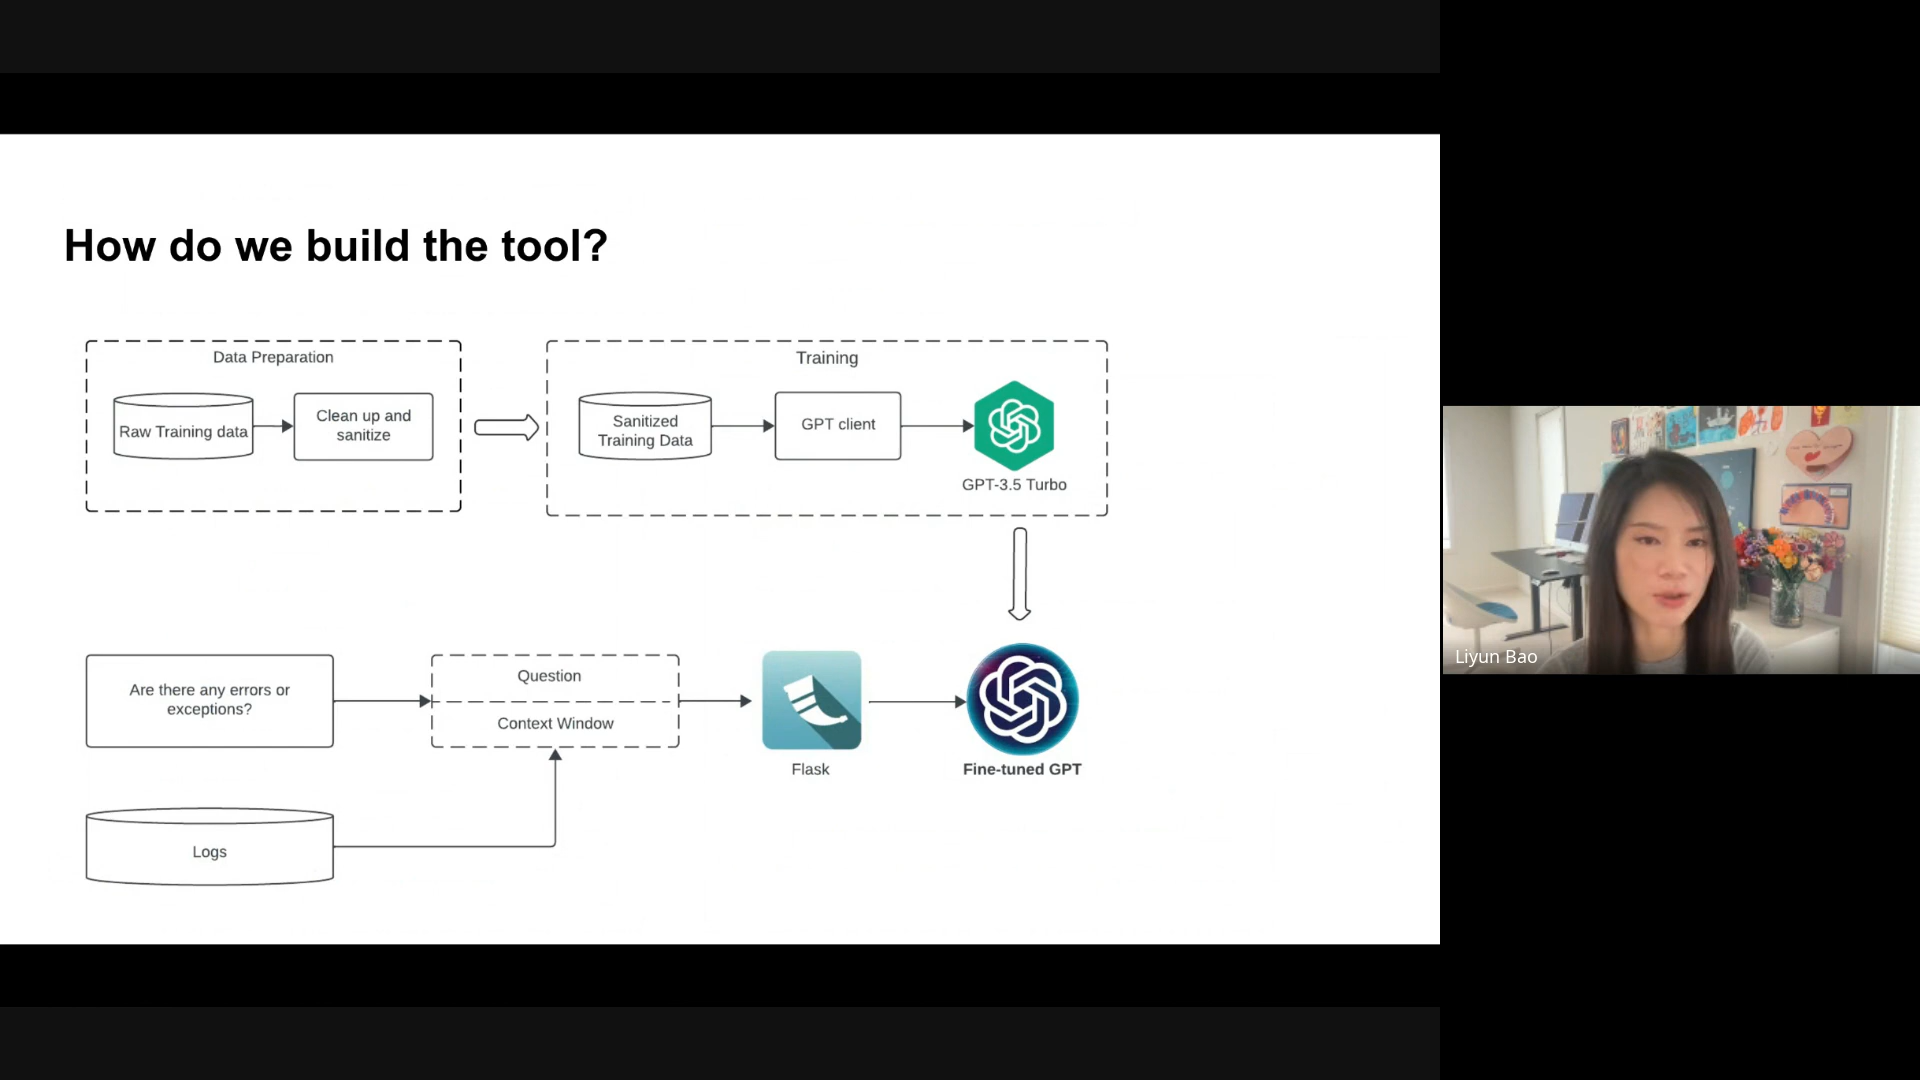 How do we build the tool?
Data Preparation
Raw Training data
Clean up and
sanitize
Training
Sanitized
Training Data
GPT client
GPT-3.5 Turbo
Are there any errors or
exceptions?
Question
Context Window
Flask
Fine-tuned GPT
Logs
Liyun Bao